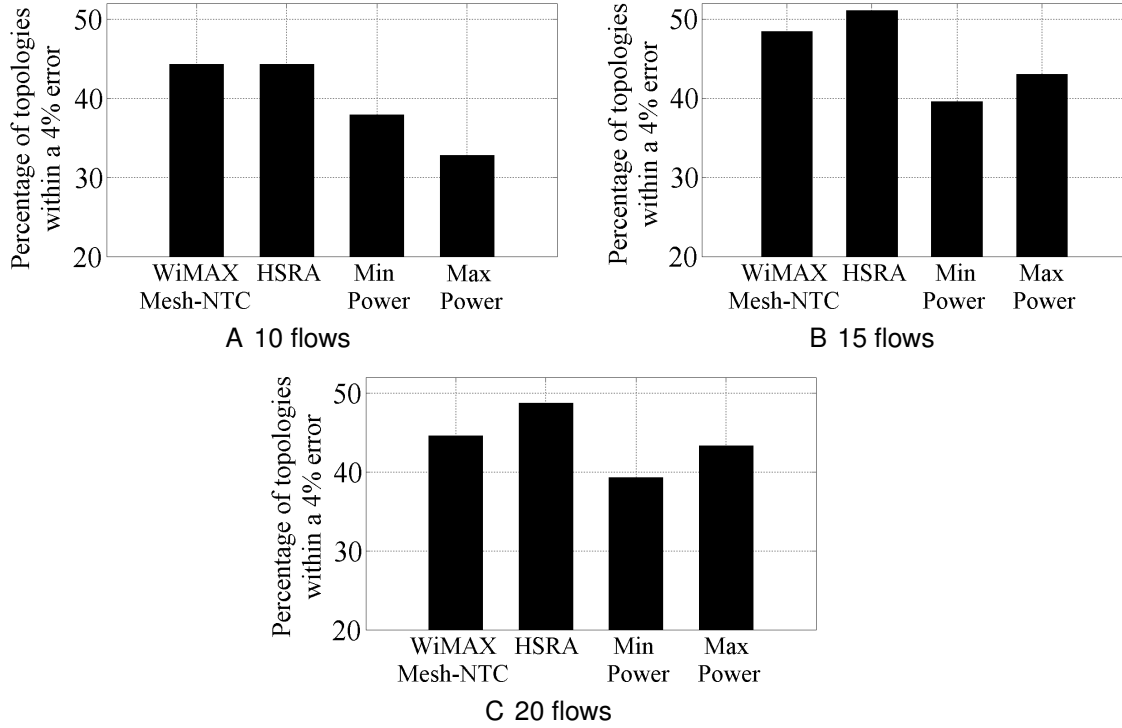 Percentage of topologies
within a 4% error
50
40
30
20
WiMAX HSRA Min Max
Mesh-NTC Power Power
A 10 flows
Percentage of topologies
within a 4% error
50
40
30
20
WiMAX HSRA Min Max
Mesh-NTC Power Power
B 15 flows
Percentage of topologies
within a 4% error
50
40
30
20
WiMAX HSRA Min Max
Mesh-NTC Power Power
C 20 flows